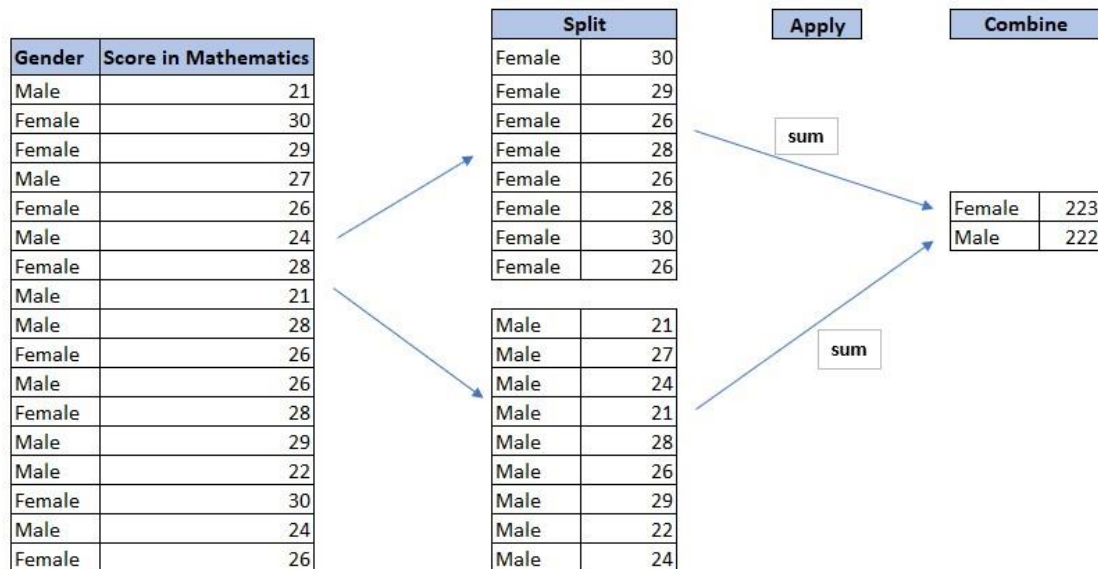 Gender Score in Mathematics
Male 21
Female 30
Female 29
Male 27
Female 26
Male 24
Female 28
Male 21
Male 28
Female 26
Male 26
Female 28
Male 29
Male 22
Female 30
Male 24
Female 26
Split
Female 30
Female 29
Female 26
Female 28
Female 26
Female 28
Female 30
Female 26
Male 21
Male 27
Male 24
Male 21
Male 28
Male 26
Male 29
Male 22
Male 24
Apply
sum
sum
Combine
Female 223
Male 222